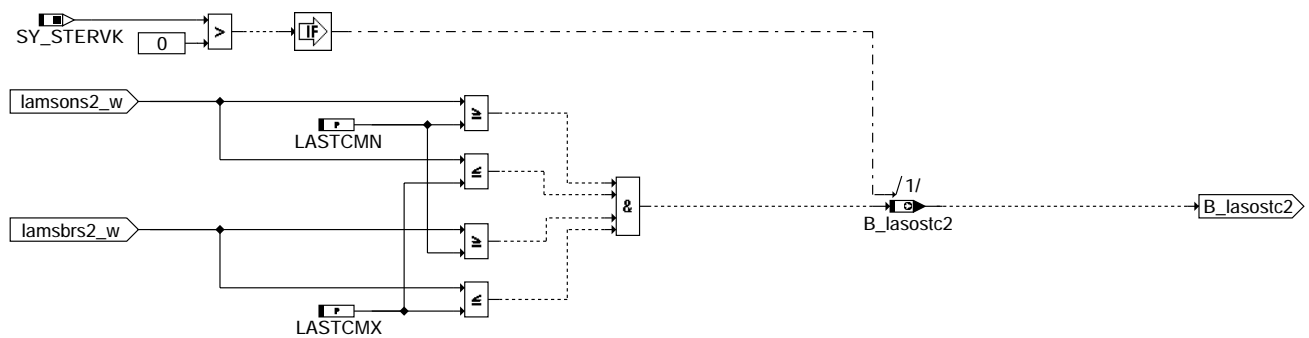 SY_STERVK
0
>
IF
lamsons2_w
≥
P
LASTCMN
≤
/1/
&
B_lasostc2
B_lasostc2
lamsbrs2_w
≥
≤
P
LASTCMX